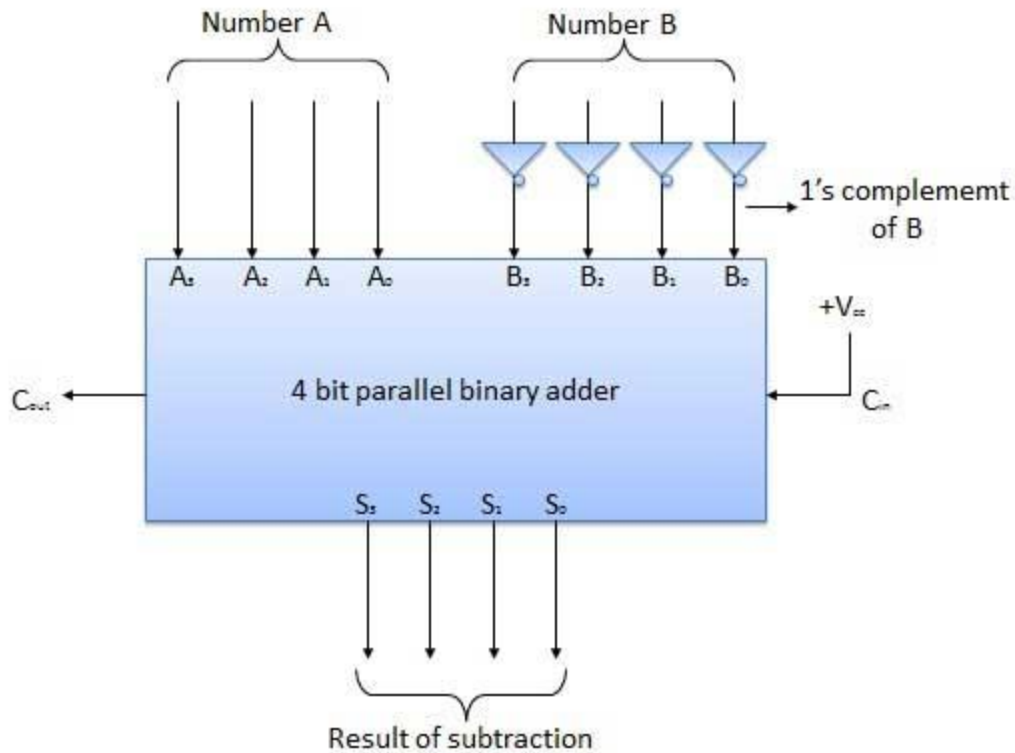 Number A
Number B
1's complememt
of B
A₃ A₂ A₁ A₀ B₃ B₂ B₁ B₀
+Vcc
4 bit parallel binary adder
Cout
Cin
S₃ S₂ S₁ S₀
Result of subtraction